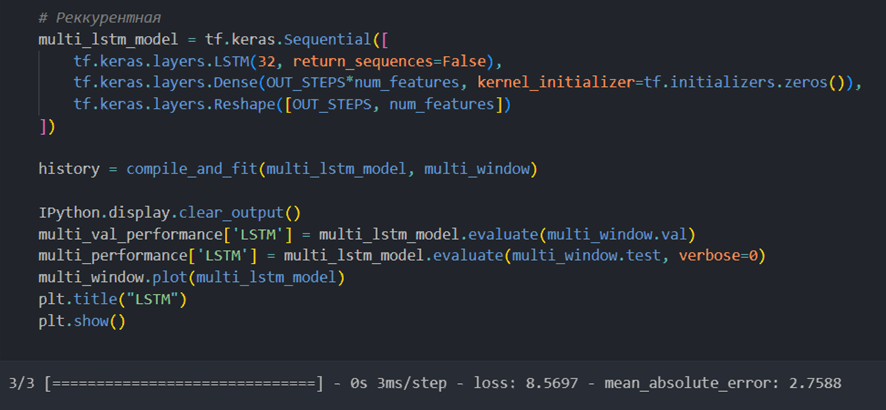 # Реккурентная
multi_lstm_model = tf.keras.Sequential([
    tf.keras.layers.LSTM(32, return_sequences=False),
    tf.keras.layers.Dense(OUT_STEPS*num_features, kernel_initializer=tf.initializers.zeros()),
    tf.keras.layers.Reshape([OUT_STEPS, num_features])
])
history = compile_and_fit(multi_lstm_model, multi_window)
IPython.display.clear_output()
multi_val_performance['LSTM'] = multi_lstm_model.evaluate(multi_window.val)
multi_performance['LSTM'] = multi_lstm_model.evaluate(multi_window.test, verbose=0)
multi_window.plot(multi_lstm_model)
plt.title("LSTM")
plt.show()
3/3 [==============================] - 0s 3ms/step - loss: 8.5697 - mean_absolute_error: 2.7588